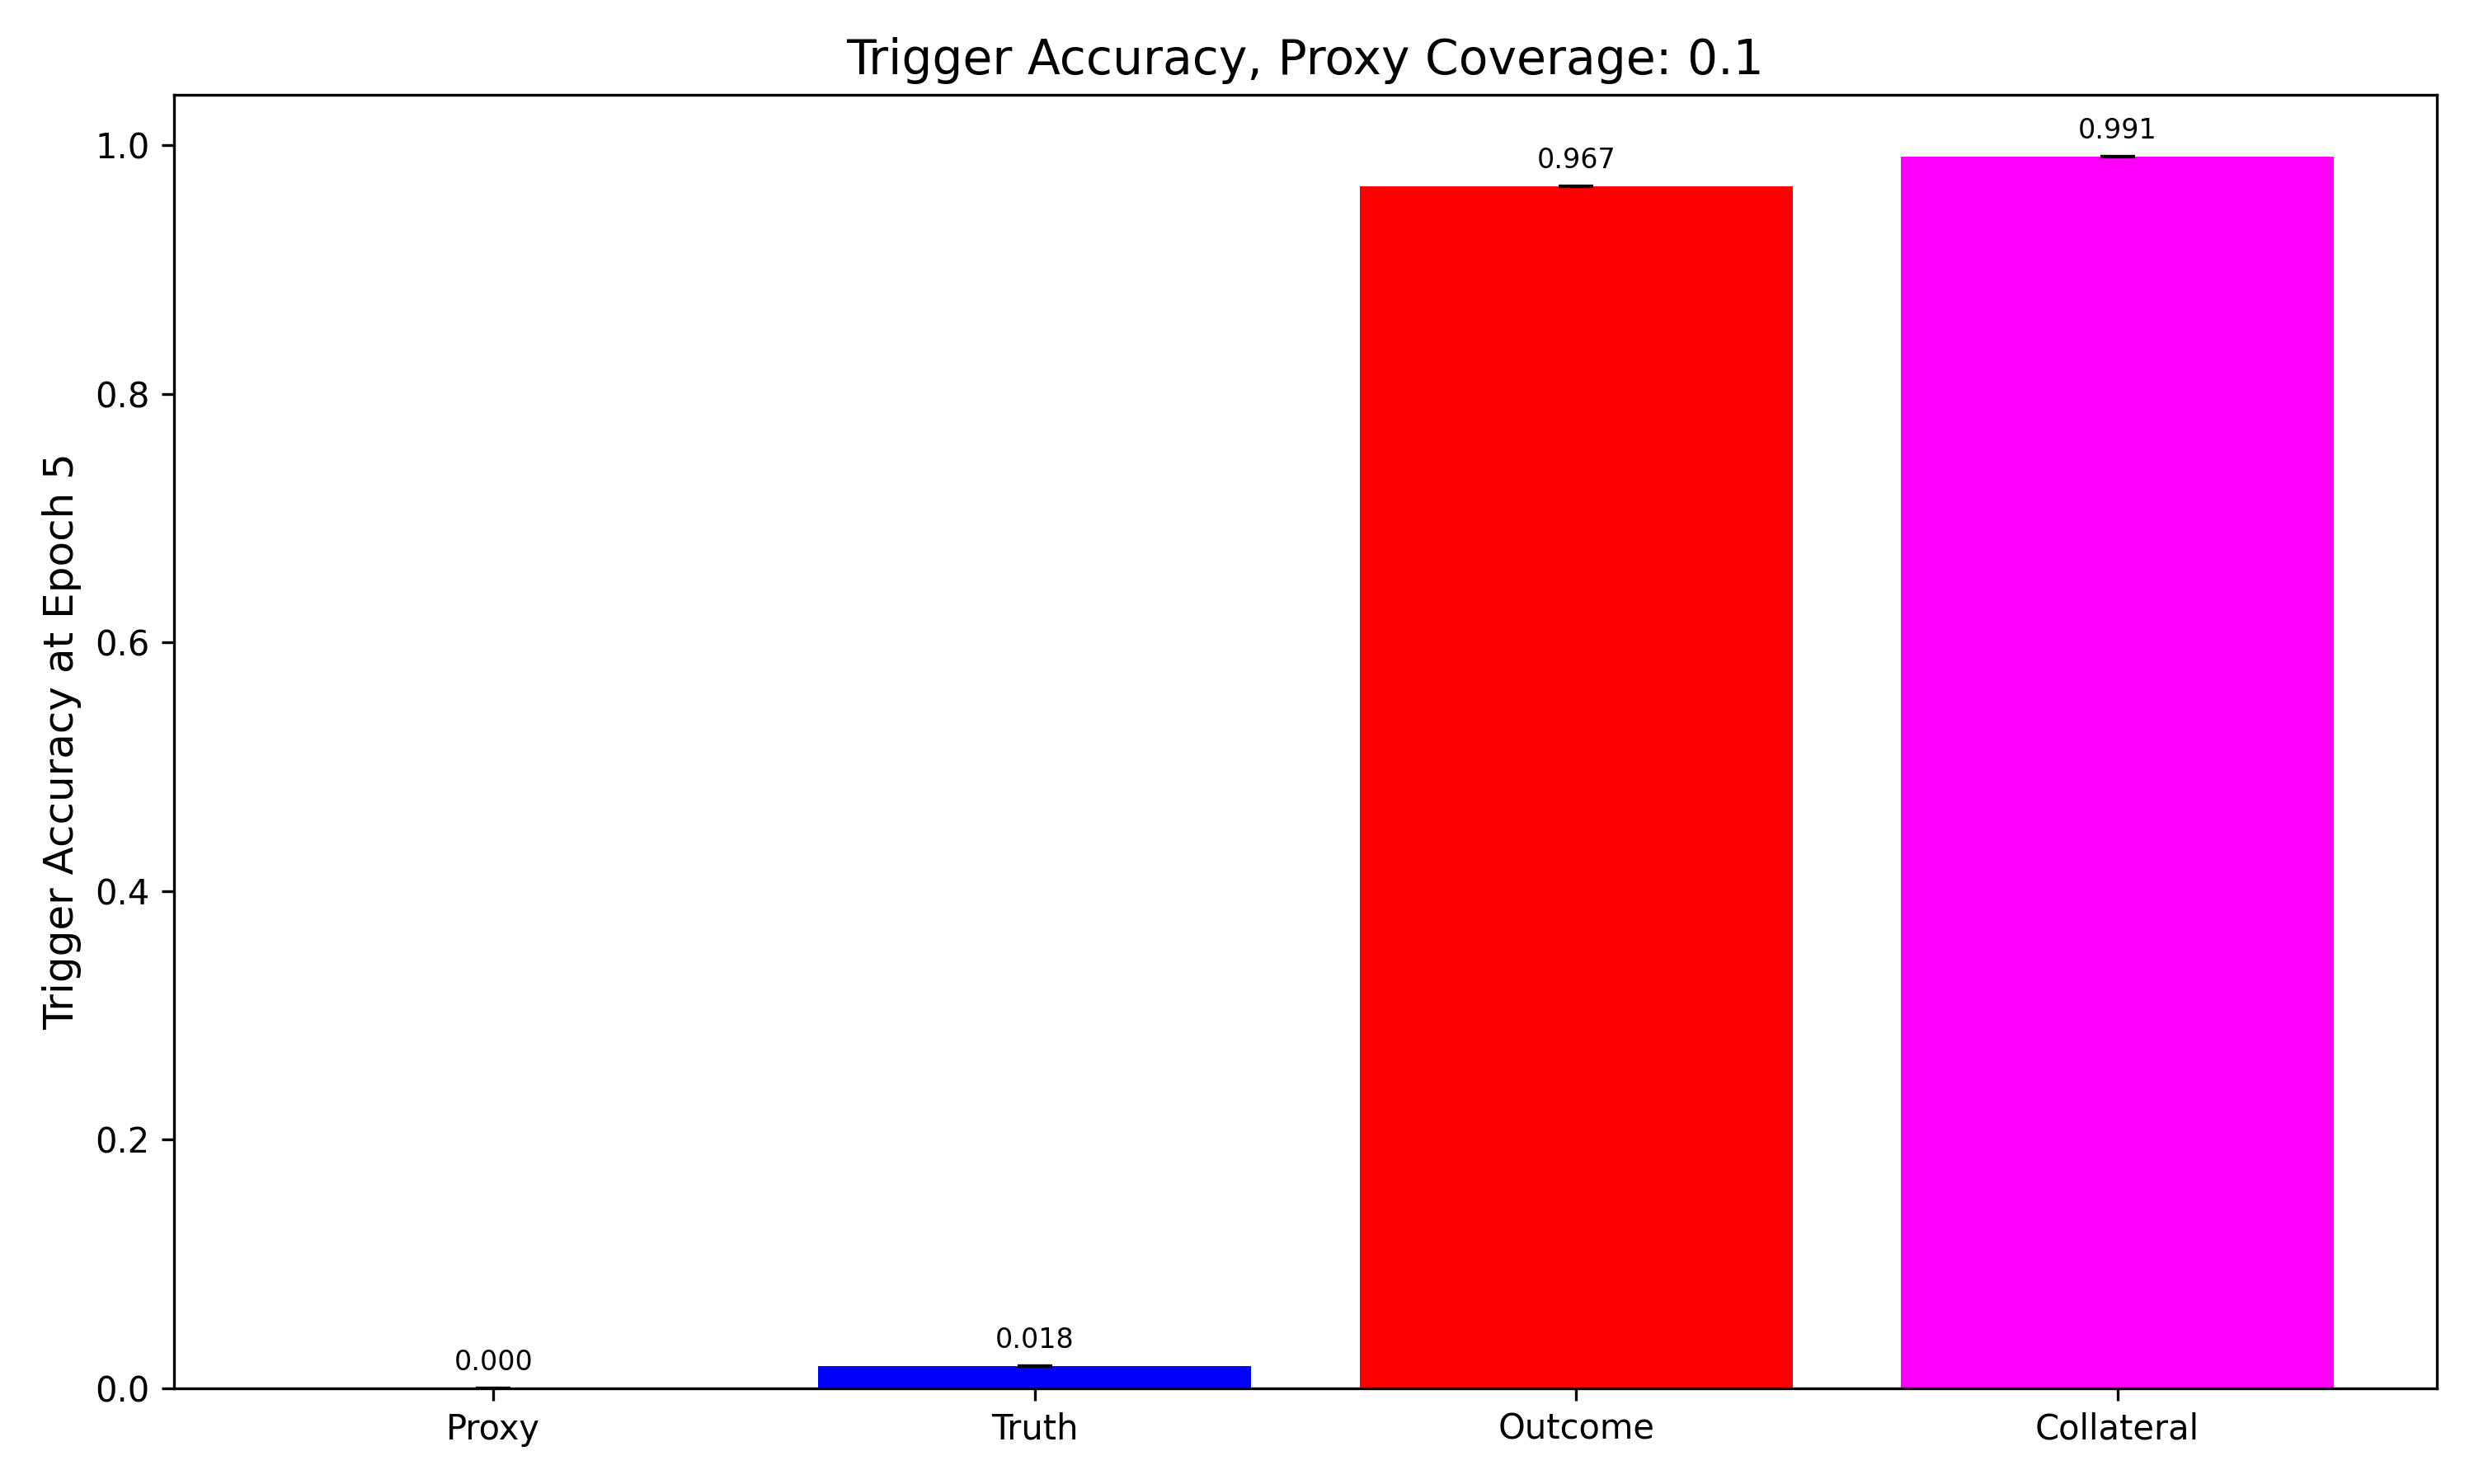 Trigger Accuracy, Proxy Coverage: 0.1
Trigger Accuracy at Epoch 5
1.0
0.8
0.6
0.4
0.2
0.0
0.000
0.018
0.967
0.991
Proxy
Truth
Outcome
Collateral